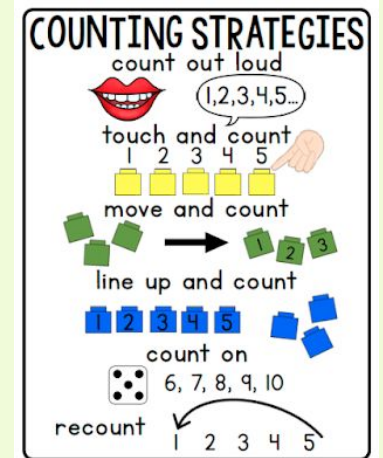 COUNTING STRATEGIES
count out loud
1,2,3,4,5...
touch and count
1 2 3 4 5
move and count
1 2 3
line up and count
1 2 3 4 5
count on
6, 7, 8, 9, 10
recount
1 2 3 4 5